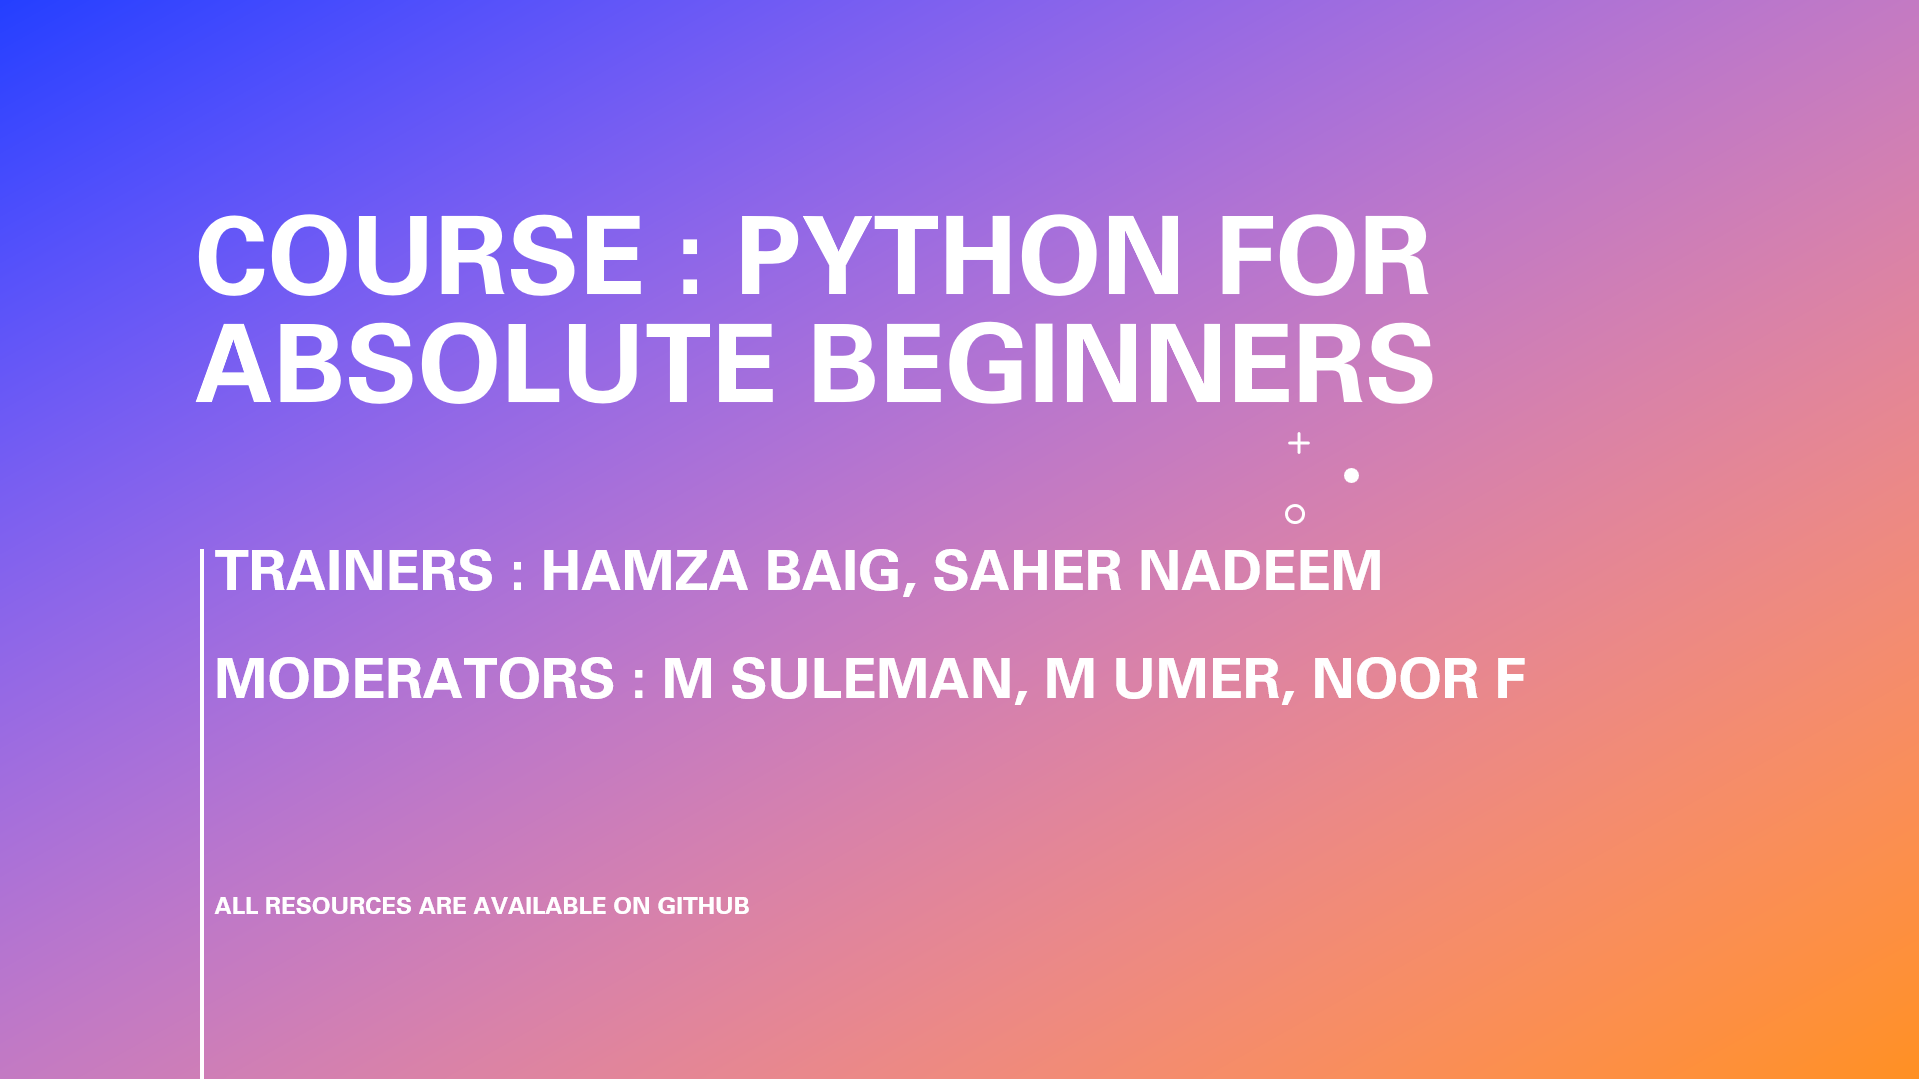 COURSE : PYTHON FOR
ABSOLUTE BEGINNERS
TRAINERS : HAMZA BAIG, SAHER NADEEM
MODERATORS : M SULEMAN, M UMER, NOOR F
ALL RESOURCES ARE AVAILABLE ON GITHUB